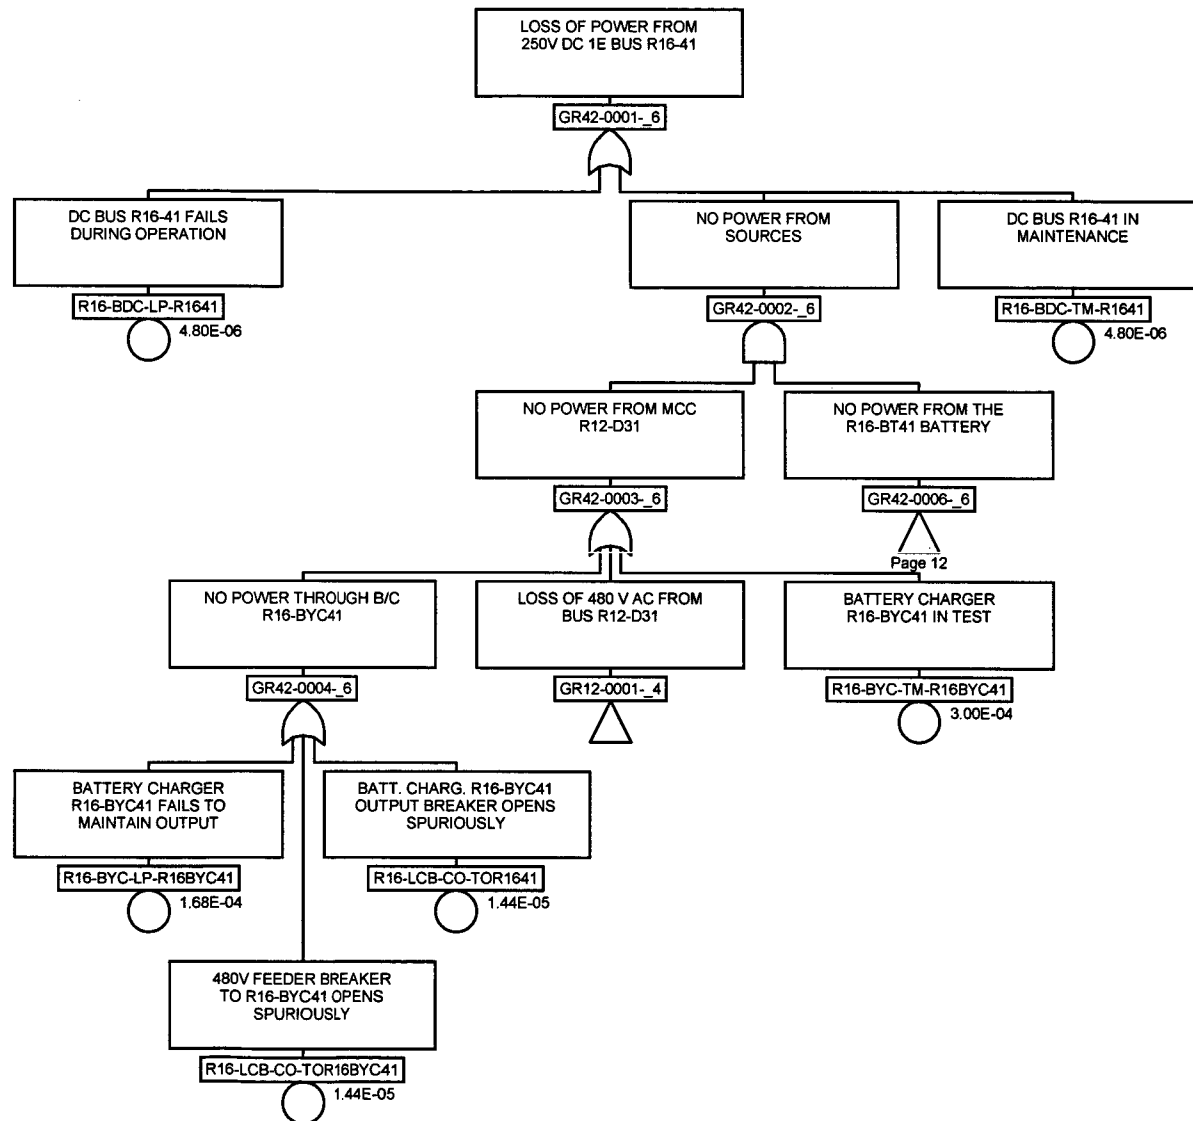 LOSS OF POWER FROM
250V DC 1E BUS R16-41
GR42-0001-_6
DC BUS R16-41 FAILS
DURING OPERATION
R16-BDC-LP-R1641
4.80E-06
NO POWER FROM
SOURCES
GR42-0002-_6
DC BUS R16-41 IN
MAINTENANCE
R16-BDC-TM-R1641
4.80E-06
NO POWER FROM MCC
R12-D31
GR42-0003-_6
NO POWER FROM THE
R16-BT41 BATTERY
GR42-0006-_6
Page 12
NO POWER THROUGH B/C
R16-BYC41
GR42-0004-_6
LOSS OF 480 V AC FROM
BUS R12-D31
GR12-0001-_4
BATTERY CHARGER
R16-BYC41 IN TEST
R16-BYC-TM-R16BYC41
3.00E-04
BATTERY CHARGER
R16-BYC41 FAILS TO
MAINTAIN OUTPUT
R16-BYC-LP-R16BYC41
1.68E-04
BATT. CHARG. R16-BYC41
OUTPUT BREAKER OPENS
SPURIOUSLY
R16-LCB-CO-TOR1641
1.44E-05
480V FEEDER BREAKER
TO R16-BYC41 OPENS
SPURIOUSLY
R16-LCB-CO-TOR16BYC41
1.44E-05